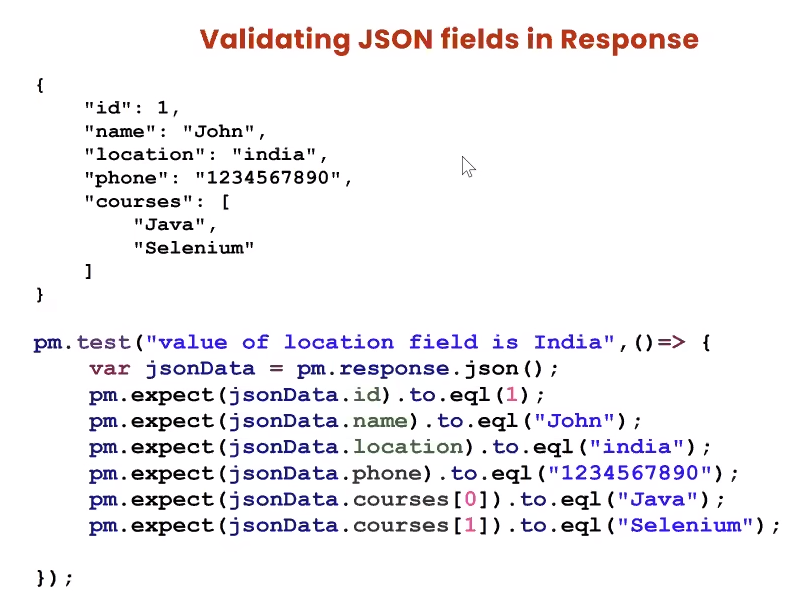 Validating JSON fields in Response
{
    "id": 1,
    "name": "John",
    "location": "india",
    "phone": "1234567890",
    "courses": [
        "Java",
        "Selenium"
    ]
}
pm.test("value of location field is India",()=> {
    var jsonData = pm.response.json();
    pm.expect(jsonData.id).to.eql(1);
    pm.expect(jsonData.name).to.eql("John");
    pm.expect(jsonData.location).to.eql("india");
    pm.expect(jsonData.phone).to.eql("1234567890");
    pm.expect(jsonData.courses[0]).to.eql("Java");
    pm.expect(jsonData.courses[1]).to.eql("Selenium");
});